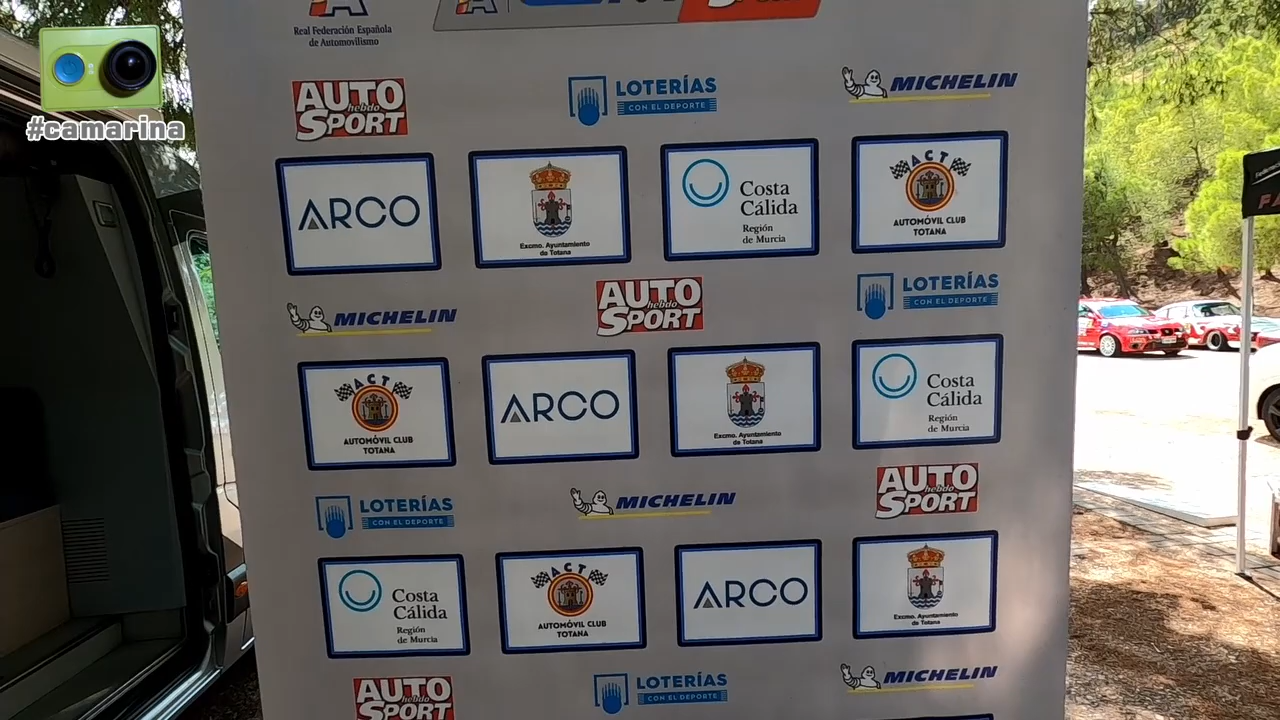 Real Federación Española
de Automovilismo
#camarina
AUTO
hebdo
SPORT
LOTERÍAS
CON EL DEPORTE
MICHELIN
ARCO
Excmo. Ayuntamiento
de Totana
Costa
Cálida
Región
de Murcia
ACT
AUTOMÓVIL CLUB
TOTANA
MICHELIN
AUTO
hebdo
SPORT
LOTERÍAS
CON EL DEPORTE
ACT
AUTOMÓVIL CLUB
TOTANA
ARCO
Excmo. Ayuntamiento
de Totana
Costa
Cálida
Región
de Murcia
LOTERÍAS
CON EL DEPORTE
MICHELIN
AUTO
hebdo
SPORT
Costa
Cálida
Región
de Murcia
ACT
AUTOMÓVIL CLUB
TOTANA
ARCO
Excmo. Ayuntamiento
de Totana
AUTO
hebdo
SPORT
LOTERÍAS
CON EL DEPORTE
MICHELIN